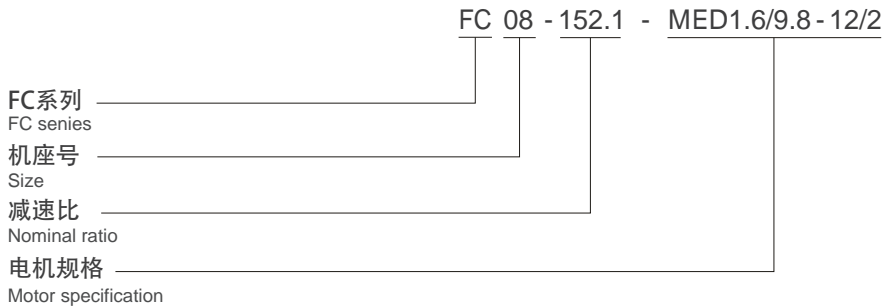 FC 08 - 152.1 - MED1.6/9.8 - 12/2
FC系列
FC senies
机座号
Size
减速比
Nominal ratio
电机规格
Motor specification